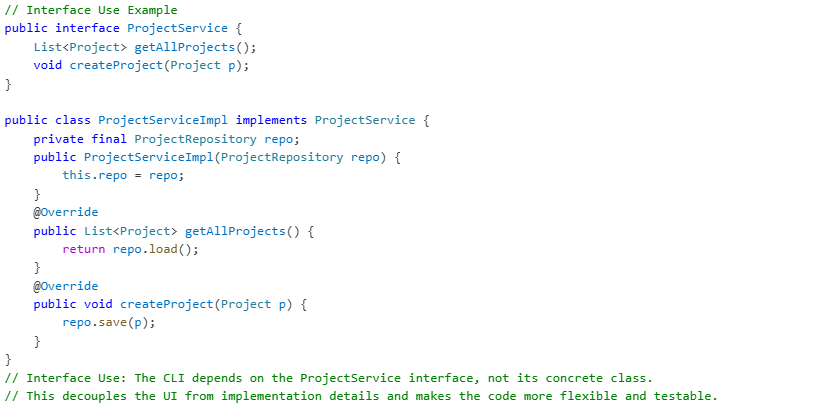 // Interface Use Example
public interface ProjectService {
    List<Project> getAllProjects();
    void createProject(Project p);
}

public class ProjectServiceImpl implements ProjectService {
    private final ProjectRepository repo;
    public ProjectServiceImpl(ProjectRepository repo) {
        this.repo = repo;
    }
    @Override
    public List<Project> getAllProjects() {
        return repo.load();
    }
    @Override
    public void createProject(Project p) {
        repo.save(p);
    }
}
// Interface Use: The CLI depends on the ProjectService interface, not its concrete class.
// This decouples the UI from implementation details and makes the code more flexible and testable.